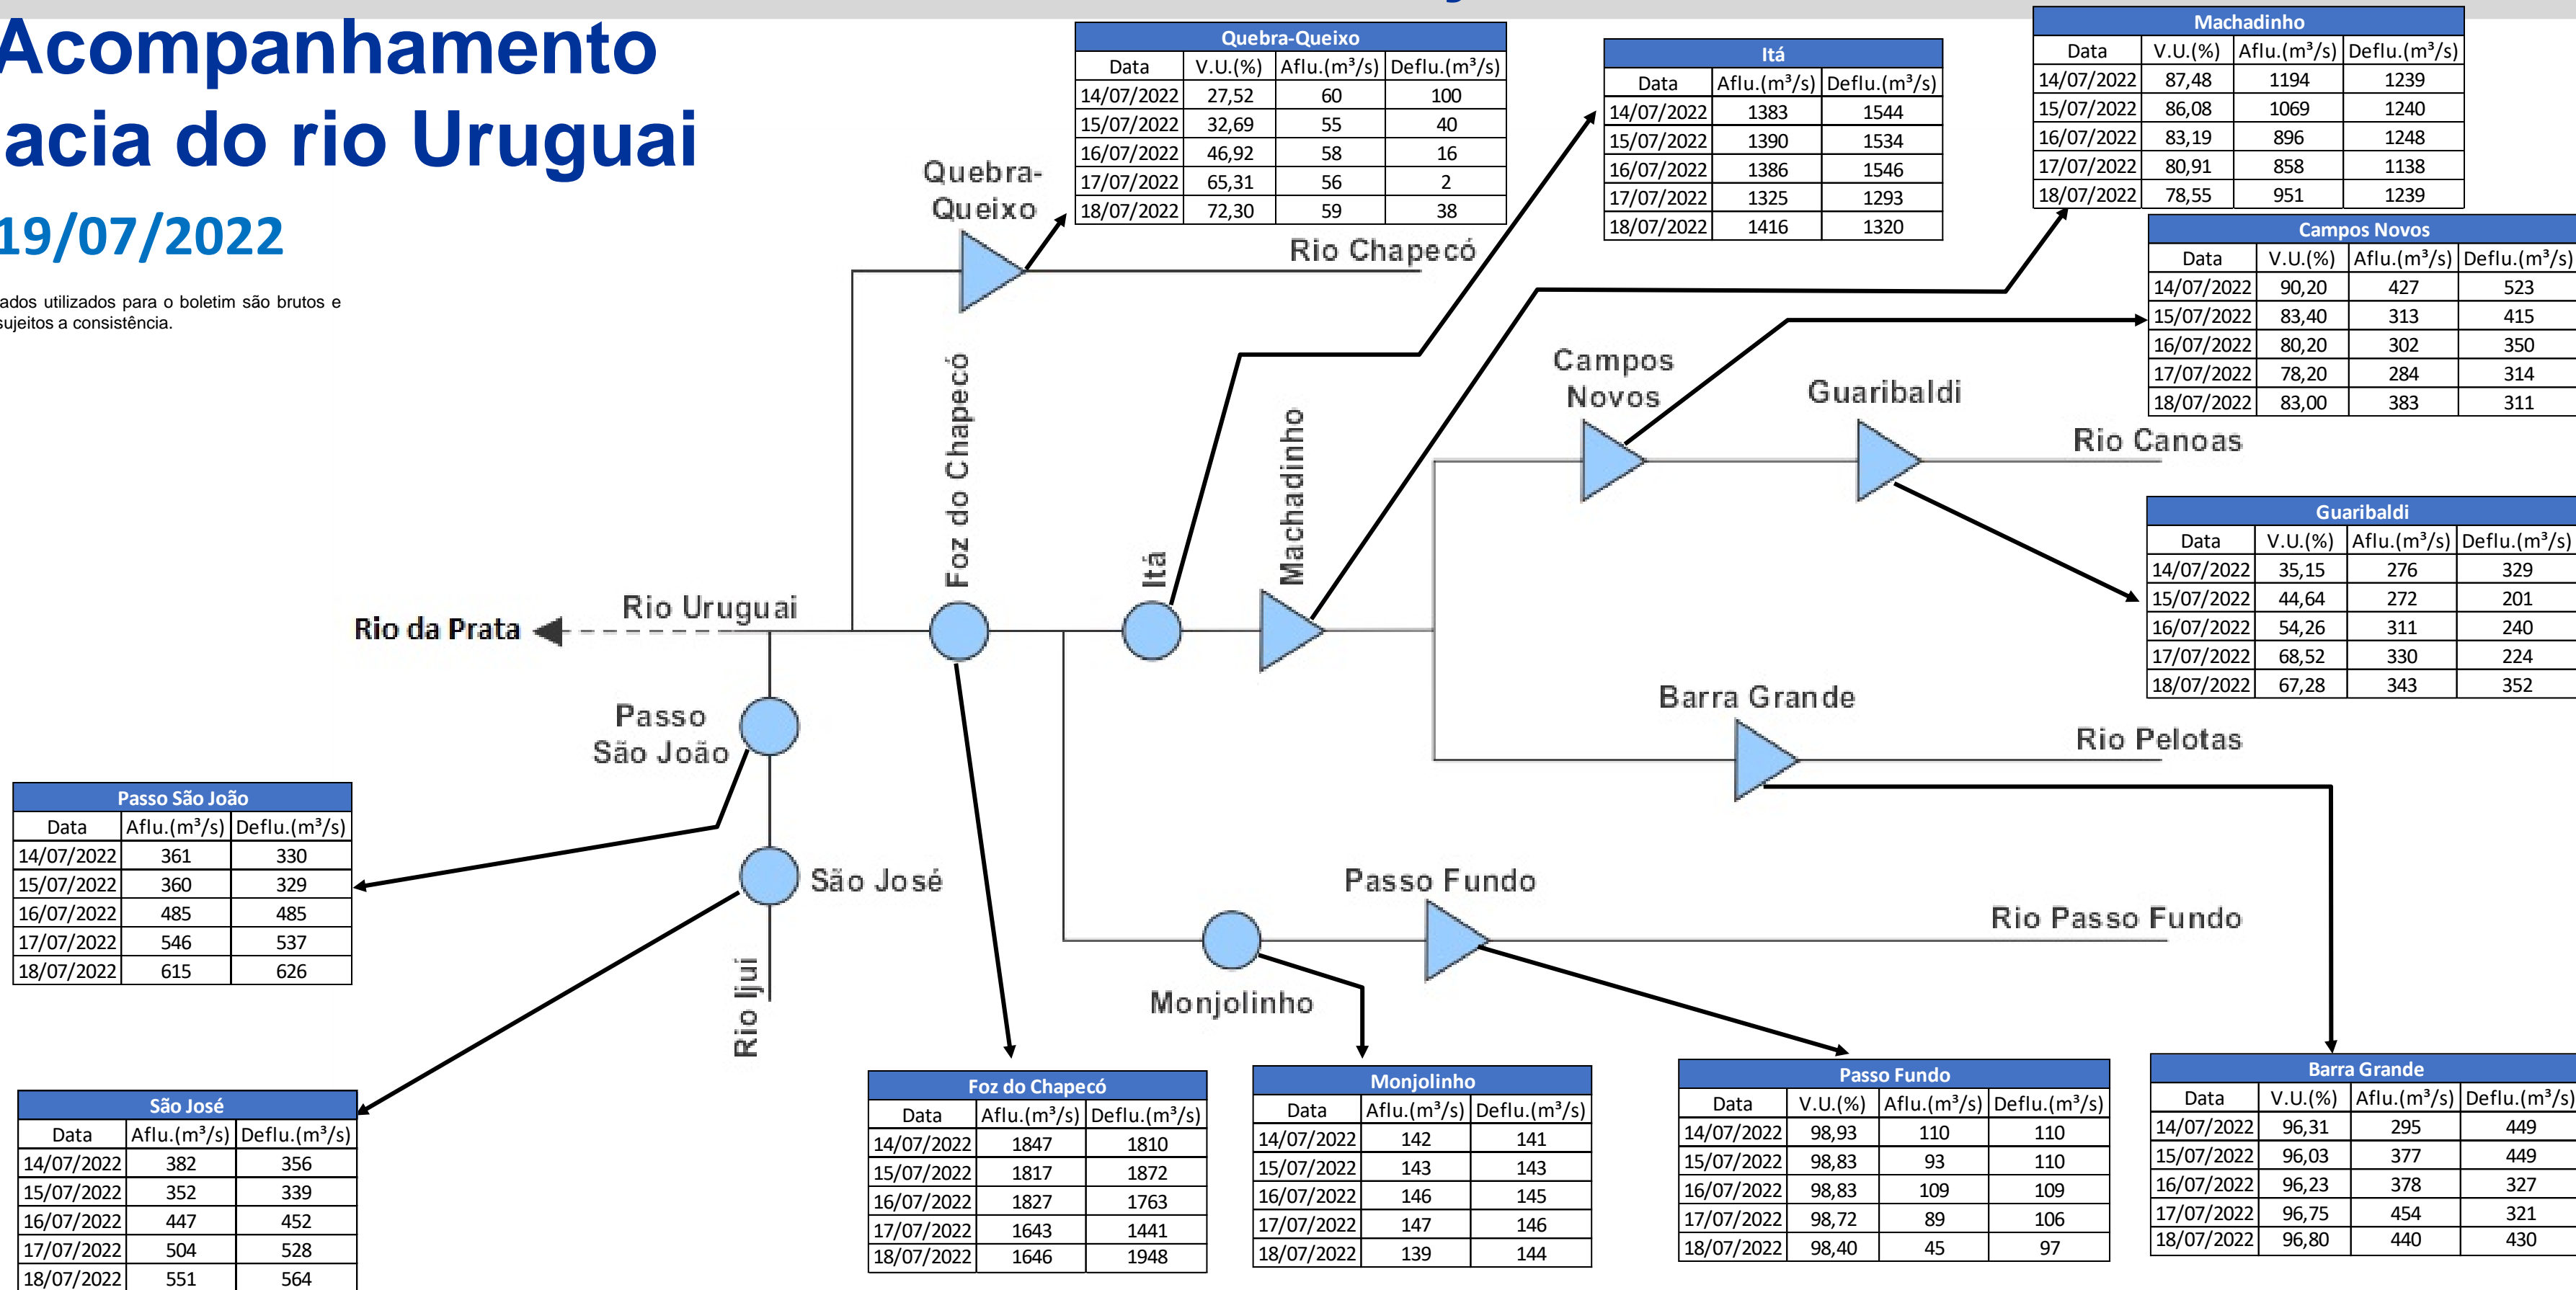 Acompanhamento
acia do rio Uruguai
19/07/2022
ados utilizados para o boletim são brutos e
sujeitos a consistência.
Quebra-Queixo
Data V.U.(%) Aflu.(m³/s) Deflu.(m³/s)
14/07/2022 27,52 60 100
15/07/2022 32,69 55 40
16/07/2022 46,92 58 16
17/07/2022 65,31 56 2
18/07/2022 72,30 59 38
Itá
Data Aflu.(m³/s) Deflu.(m³/s)
14/07/2022 1383 1544
15/07/2022 1390 1534
16/07/2022 1386 1546
17/07/2022 1325 1293
18/07/2022 1416 1320
Machadinho
Data V.U.(%) Aflu.(m³/s) Deflu.(m³/s)
14/07/2022 87,48 1194 1239
15/07/2022 86,08 1069 1240
16/07/2022 83,19 896 1248
17/07/2022 80,91 858 1138
18/07/2022 78,55 951 1239
Campos Novos
Data V.U.(%) Aflu.(m³/s) Deflu.(m³/s)
14/07/2022 90,20 427 523
15/07/2022 83,40 313 415
16/07/2022 80,20 302 350
17/07/2022 78,20 284 314
18/07/2022 83,00 383 311
Quebra-
Queixo
Rio Chapecó
Foz do Chapecó
Itá
Machadinho
Campos
Novos
Guaribaldi
Rio Canoas
Guaribaldi
Data V.U.(%) Aflu.(m³/s) Deflu.(m³/s)
14/07/2022 35,15 276 329
15/07/2022 44,64 272 201
16/07/2022 54,26 311 240
17/07/2022 68,52 330 224
18/07/2022 67,28 343 352
Rio da Prata
Rio Uruguai
Passo
São João
Barra Grande
Rio Pelotas
São José
Passo Fundo
Rio Passo Fundo
Monjolinho
Rio Ijuí
Passo São João
Data Aflu.(m³/s) Deflu.(m³/s)
14/07/2022 361 330
15/07/2022 360 329
16/07/2022 485 485
17/07/2022 546 537
18/07/2022 615 626
São José
Data Aflu.(m³/s) Deflu.(m³/s)
14/07/2022 382 356
15/07/2022 352 339
16/07/2022 447 452
17/07/2022 504 528
18/07/2022 551 564
Foz do Chapecó
Data Aflu.(m³/s) Deflu.(m³/s)
14/07/2022 1847 1810
15/07/2022 1817 1872
16/07/2022 1827 1763
17/07/2022 1643 1441
18/07/2022 1646 1948
Monjolinho
Data Aflu.(m³/s) Deflu.(m³/s)
14/07/2022 142 141
15/07/2022 143 143
16/07/2022 146 145
17/07/2022 147 146
18/07/2022 139 144
Passo Fundo
Data V.U.(%) Aflu.(m³/s) Deflu.(m³/s)
14/07/2022 98,93 110 110
15/07/2022 98,83 93 110
16/07/2022 98,83 109 109
17/07/2022 98,72 89 106
18/07/2022 98,40 45 97
Barra Grande
Data V.U.(%) Aflu.(m³/s) Deflu.(m³/s)
14/07/2022 96,31 295 449
15/07/2022 96,03 377 449
16/07/2022 96,23 378 327
17/07/2022 96,75 454 321
18/07/2022 96,80 440 430